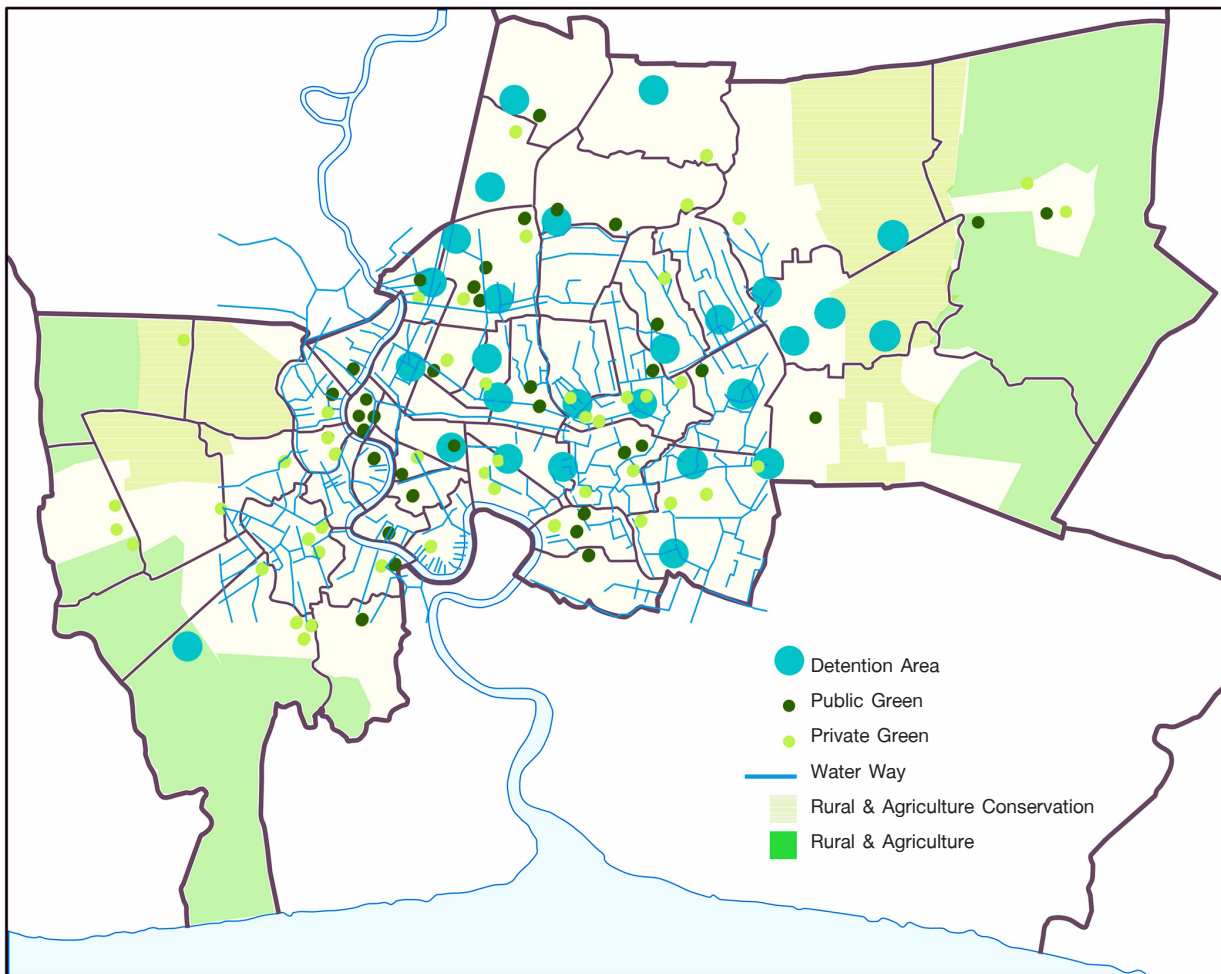 Detention Area
Public Green
Private Green
Water Way
Rural & Agriculture Conservation
Rural & Agriculture